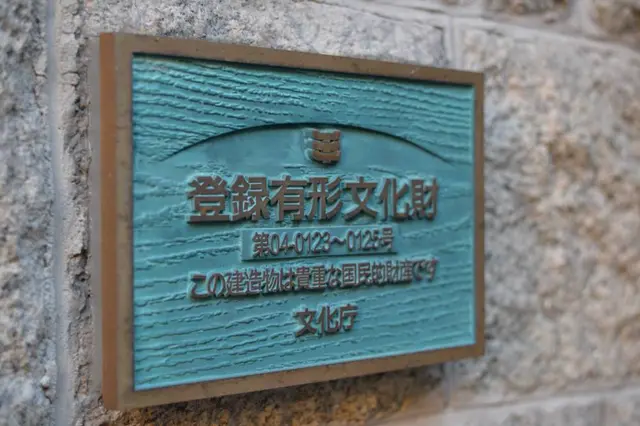 登録有形文化財
第04-0123～0125号
この建造物は貴重な国民的財産です
文化庁